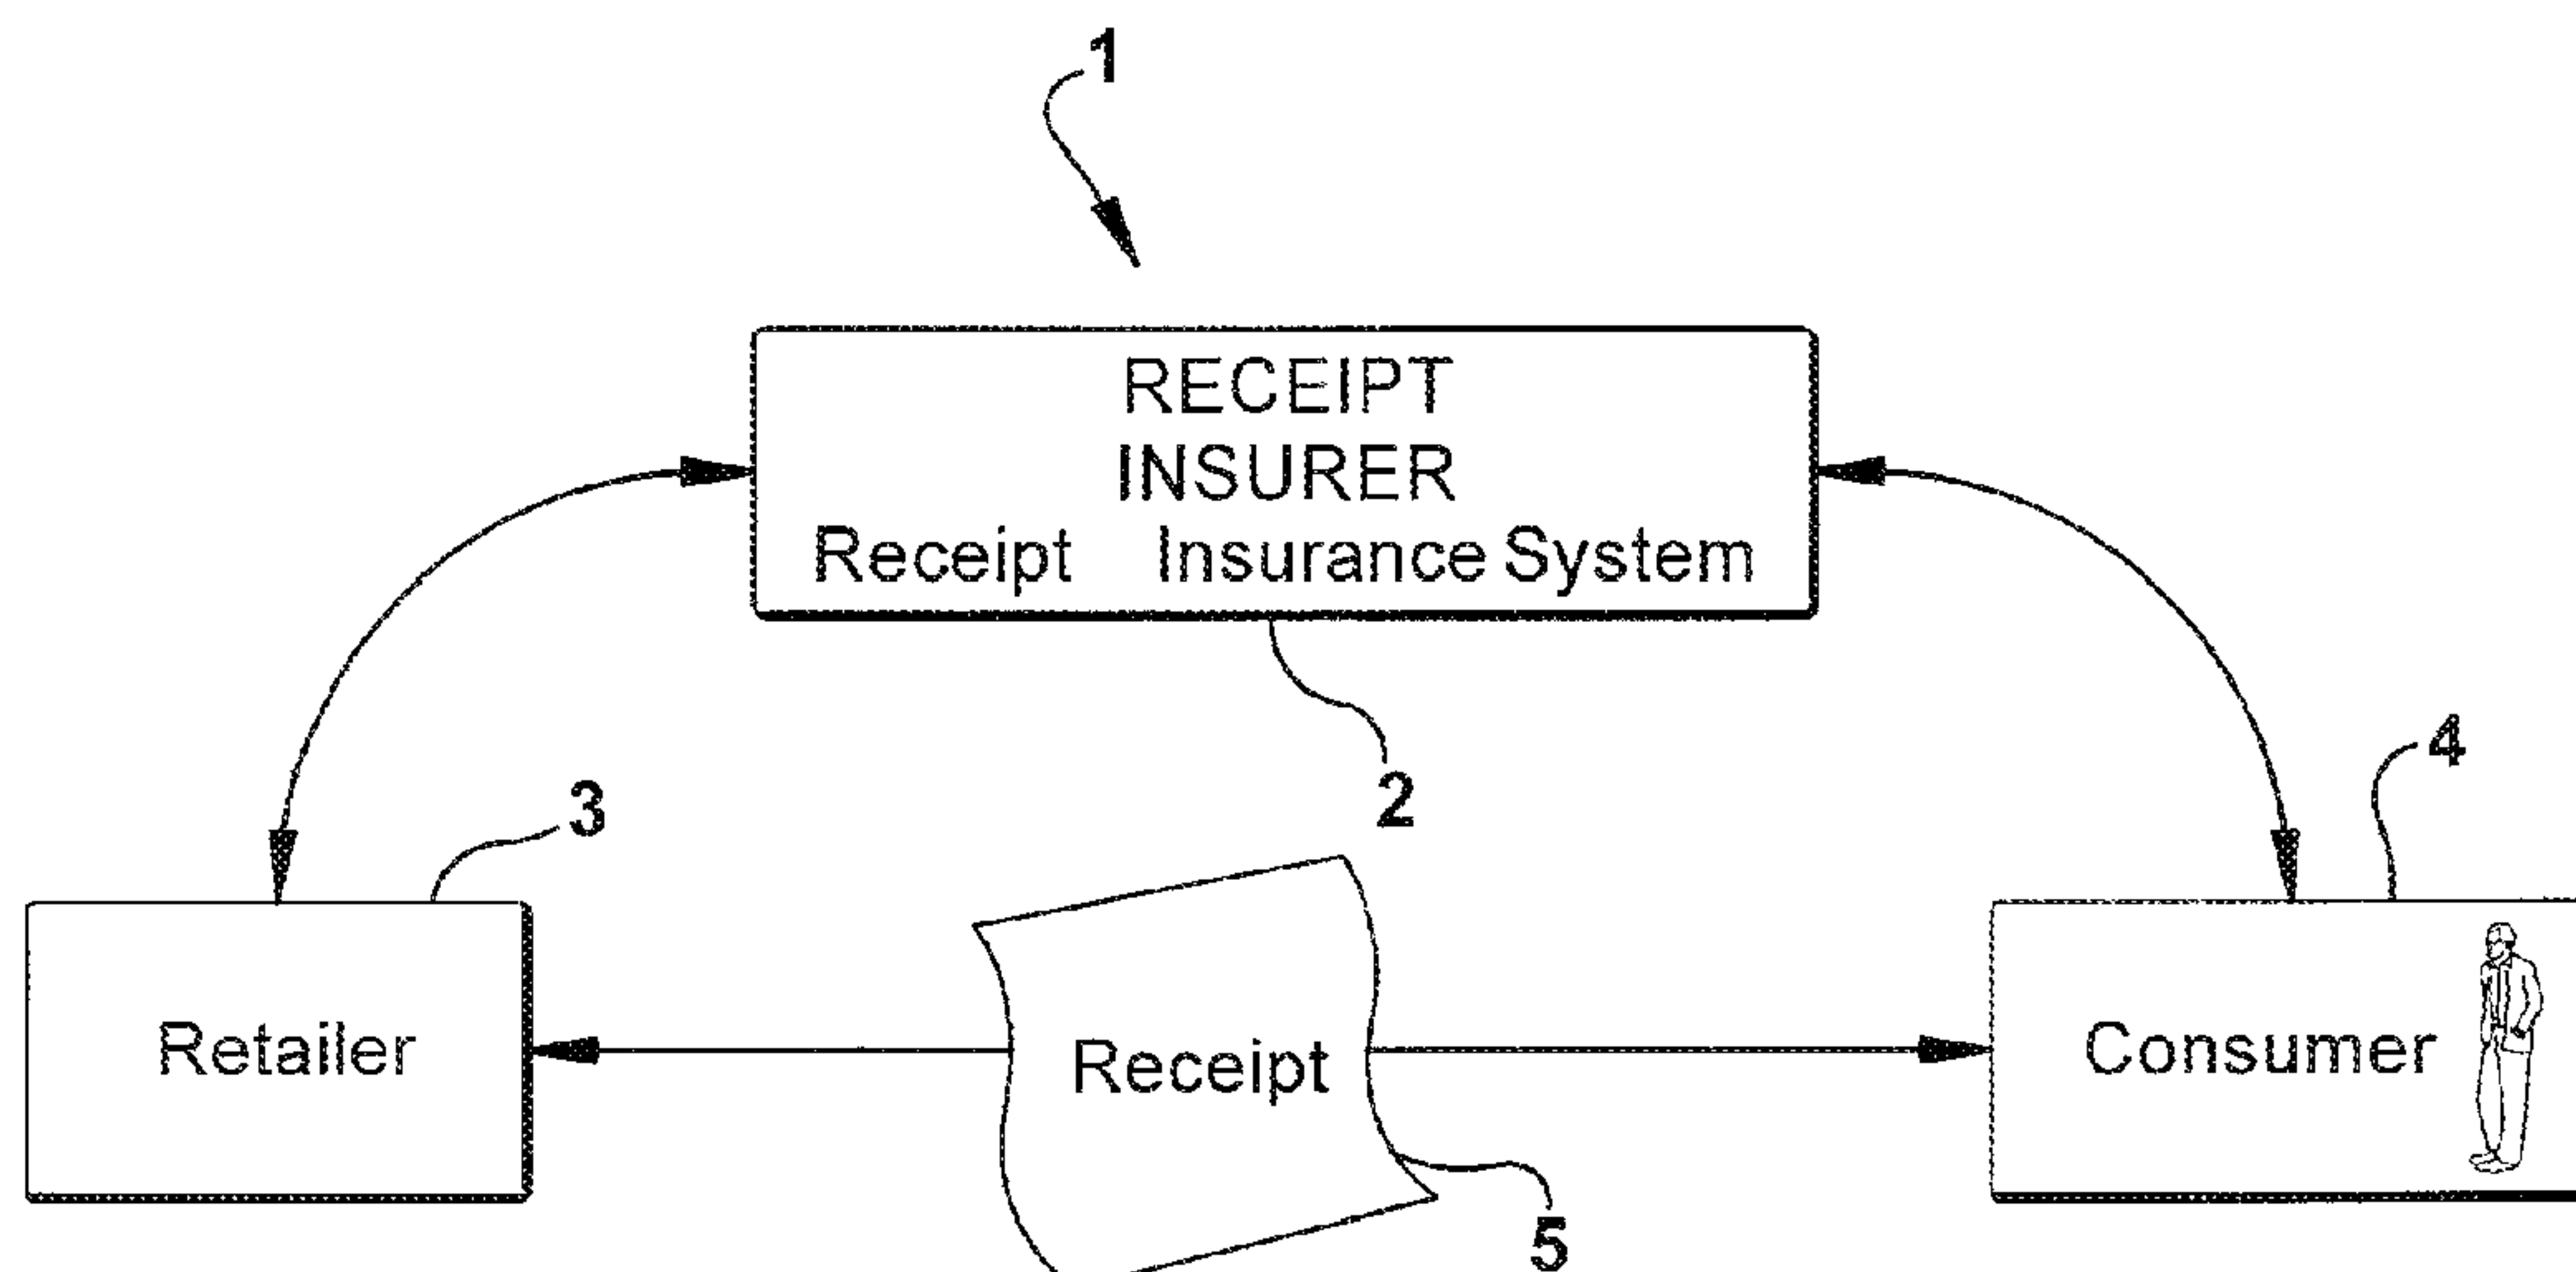 1
RECEIPT
INSURER
Receipt Insurance System
2
3
4
Retailer
Receipt
Consumer
5